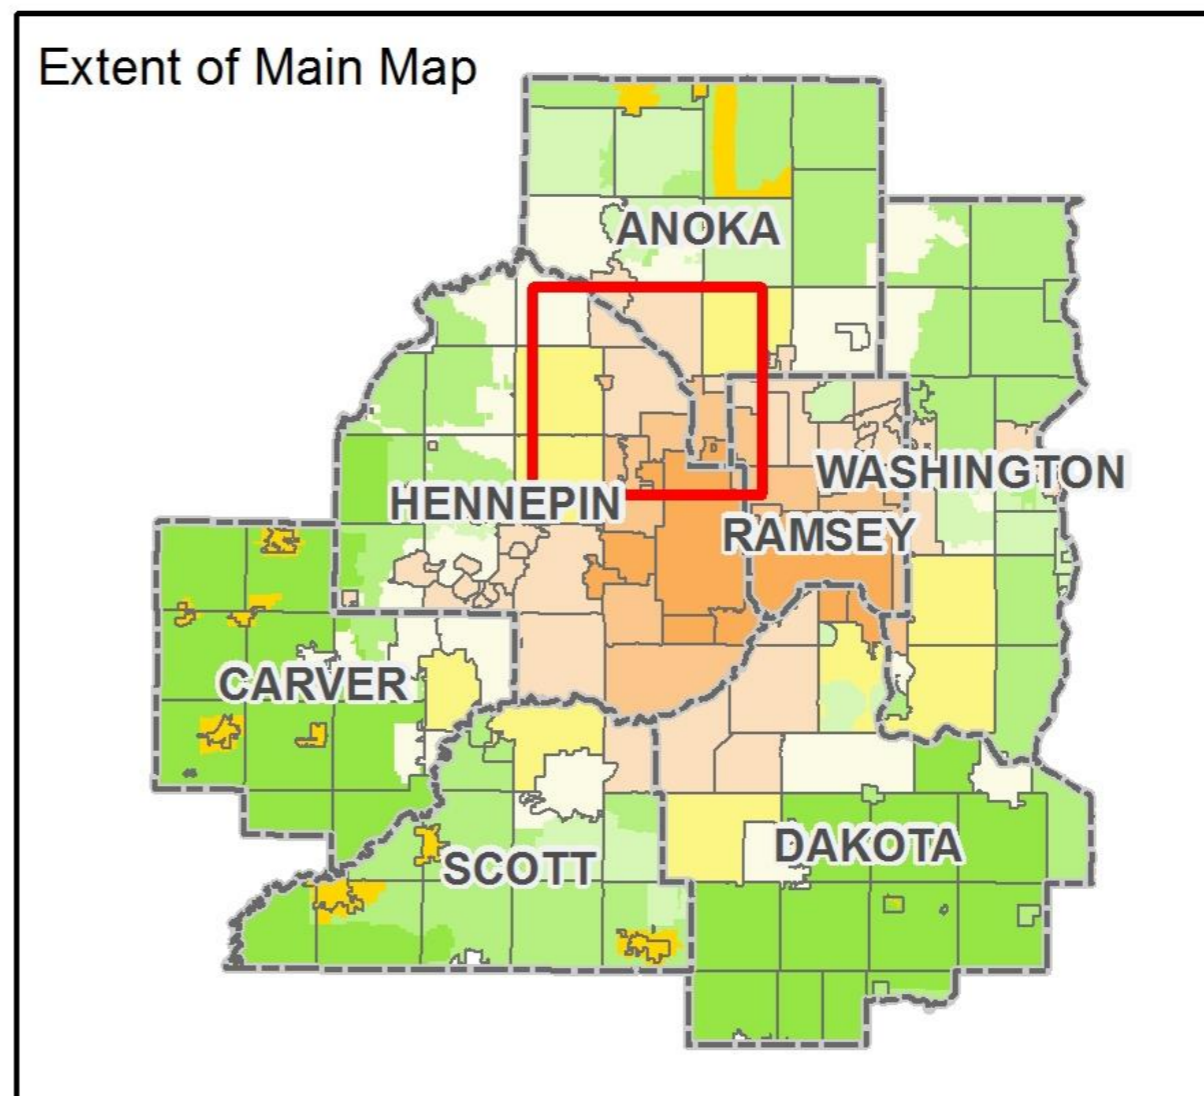 Extent of Main Map
ANOKA
WASHINGTON
HENNEPIN
RAMSEY
CARVER
DAKOTA
SCOTT